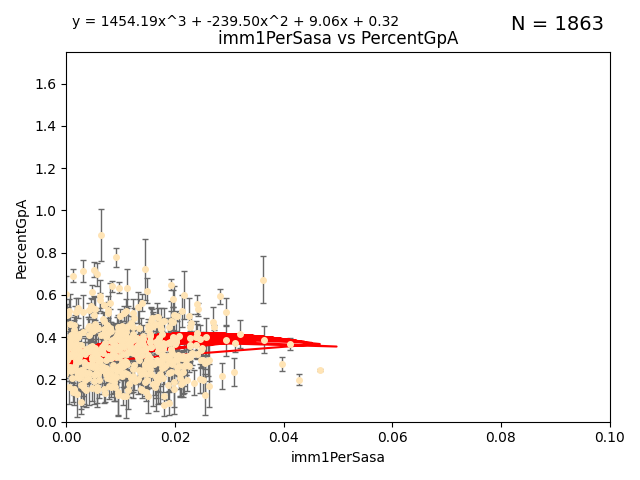 y = 1454.19x^3 + -239.50x^2 + 9.06x + 0.32
N = 1863
imm1PerSasa vs PercentGpA
PercentGpA
1.6
1.4
1.2
1.0
0.8
0.6
0.4
0.2
0.0
0.00 0.02 0.04 0.06 0.08 0.10
imm1PerSasa